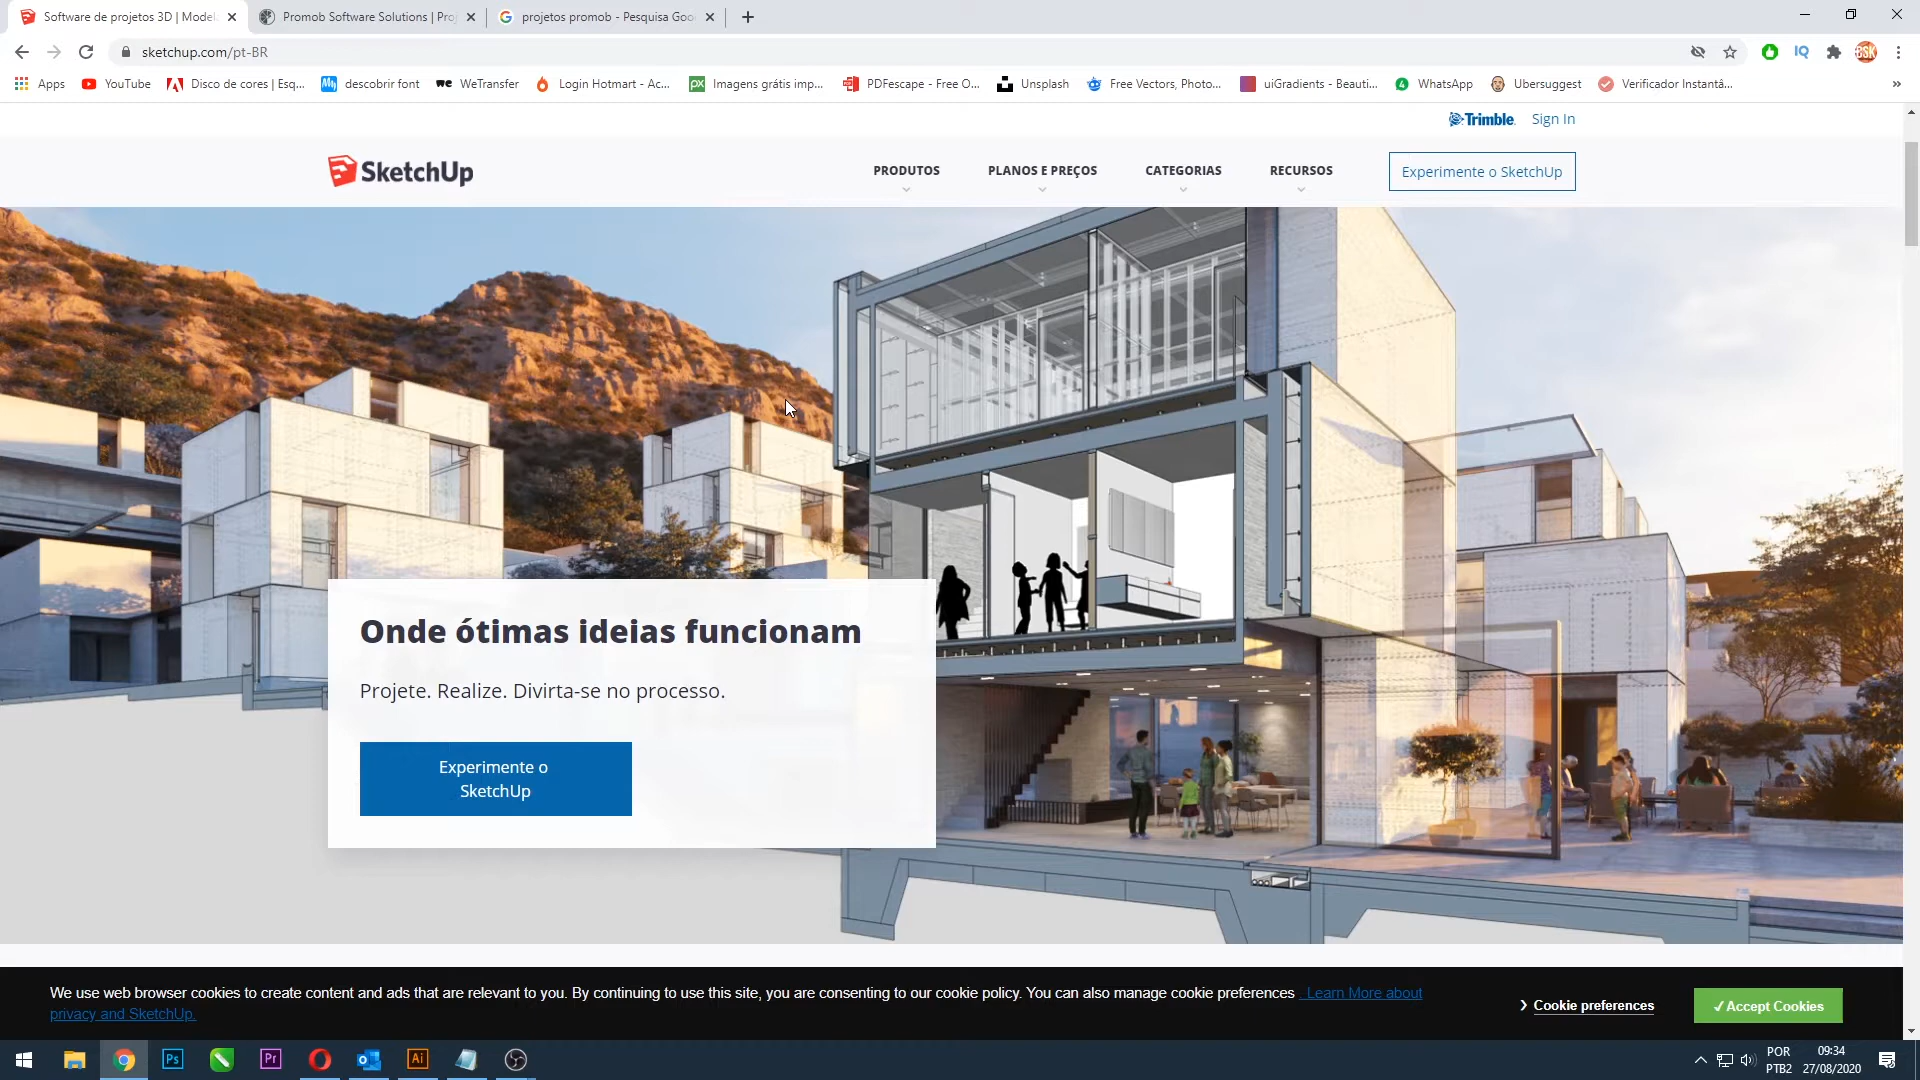 Software de projetos 3D | Model
Promob Software Solutions | Pro
projetos promob - Pesquisa Goo
sketchup.com/pt-BR
Apps
YouTube
Disco de cores | Esq...
descobrir font
WeTransfer
Login Hotmart - Ac...
Imagens grátis imp...
PDFescape - Free O...
Unsplash
Free Vectors, Photo...
uiGradients - Beauti...
WhatsApp
Ubersuggest
Verificador Instantâ...
»
Trimble
Sign In
SketchUp
PRODUTOS
PLANOS E PREÇOS
CATEGORIAS
RECURSOS
Experimente o SketchUp
Onde ótimas ideias funcionam
Projete. Realize. Divirta-se no processo.
Experimente o
SketchUp
We use web browser cookies to create content and ads that are relevant to you. By continuing to use this site, you are consenting to our cookie policy. You can also manage cookie preferences  Learn More about
privacy and SketchUp.
Cookie preferences
✓Accept Cookies
Ps
Pr
Ai
POR
PTB2
09:34
27/08/2020